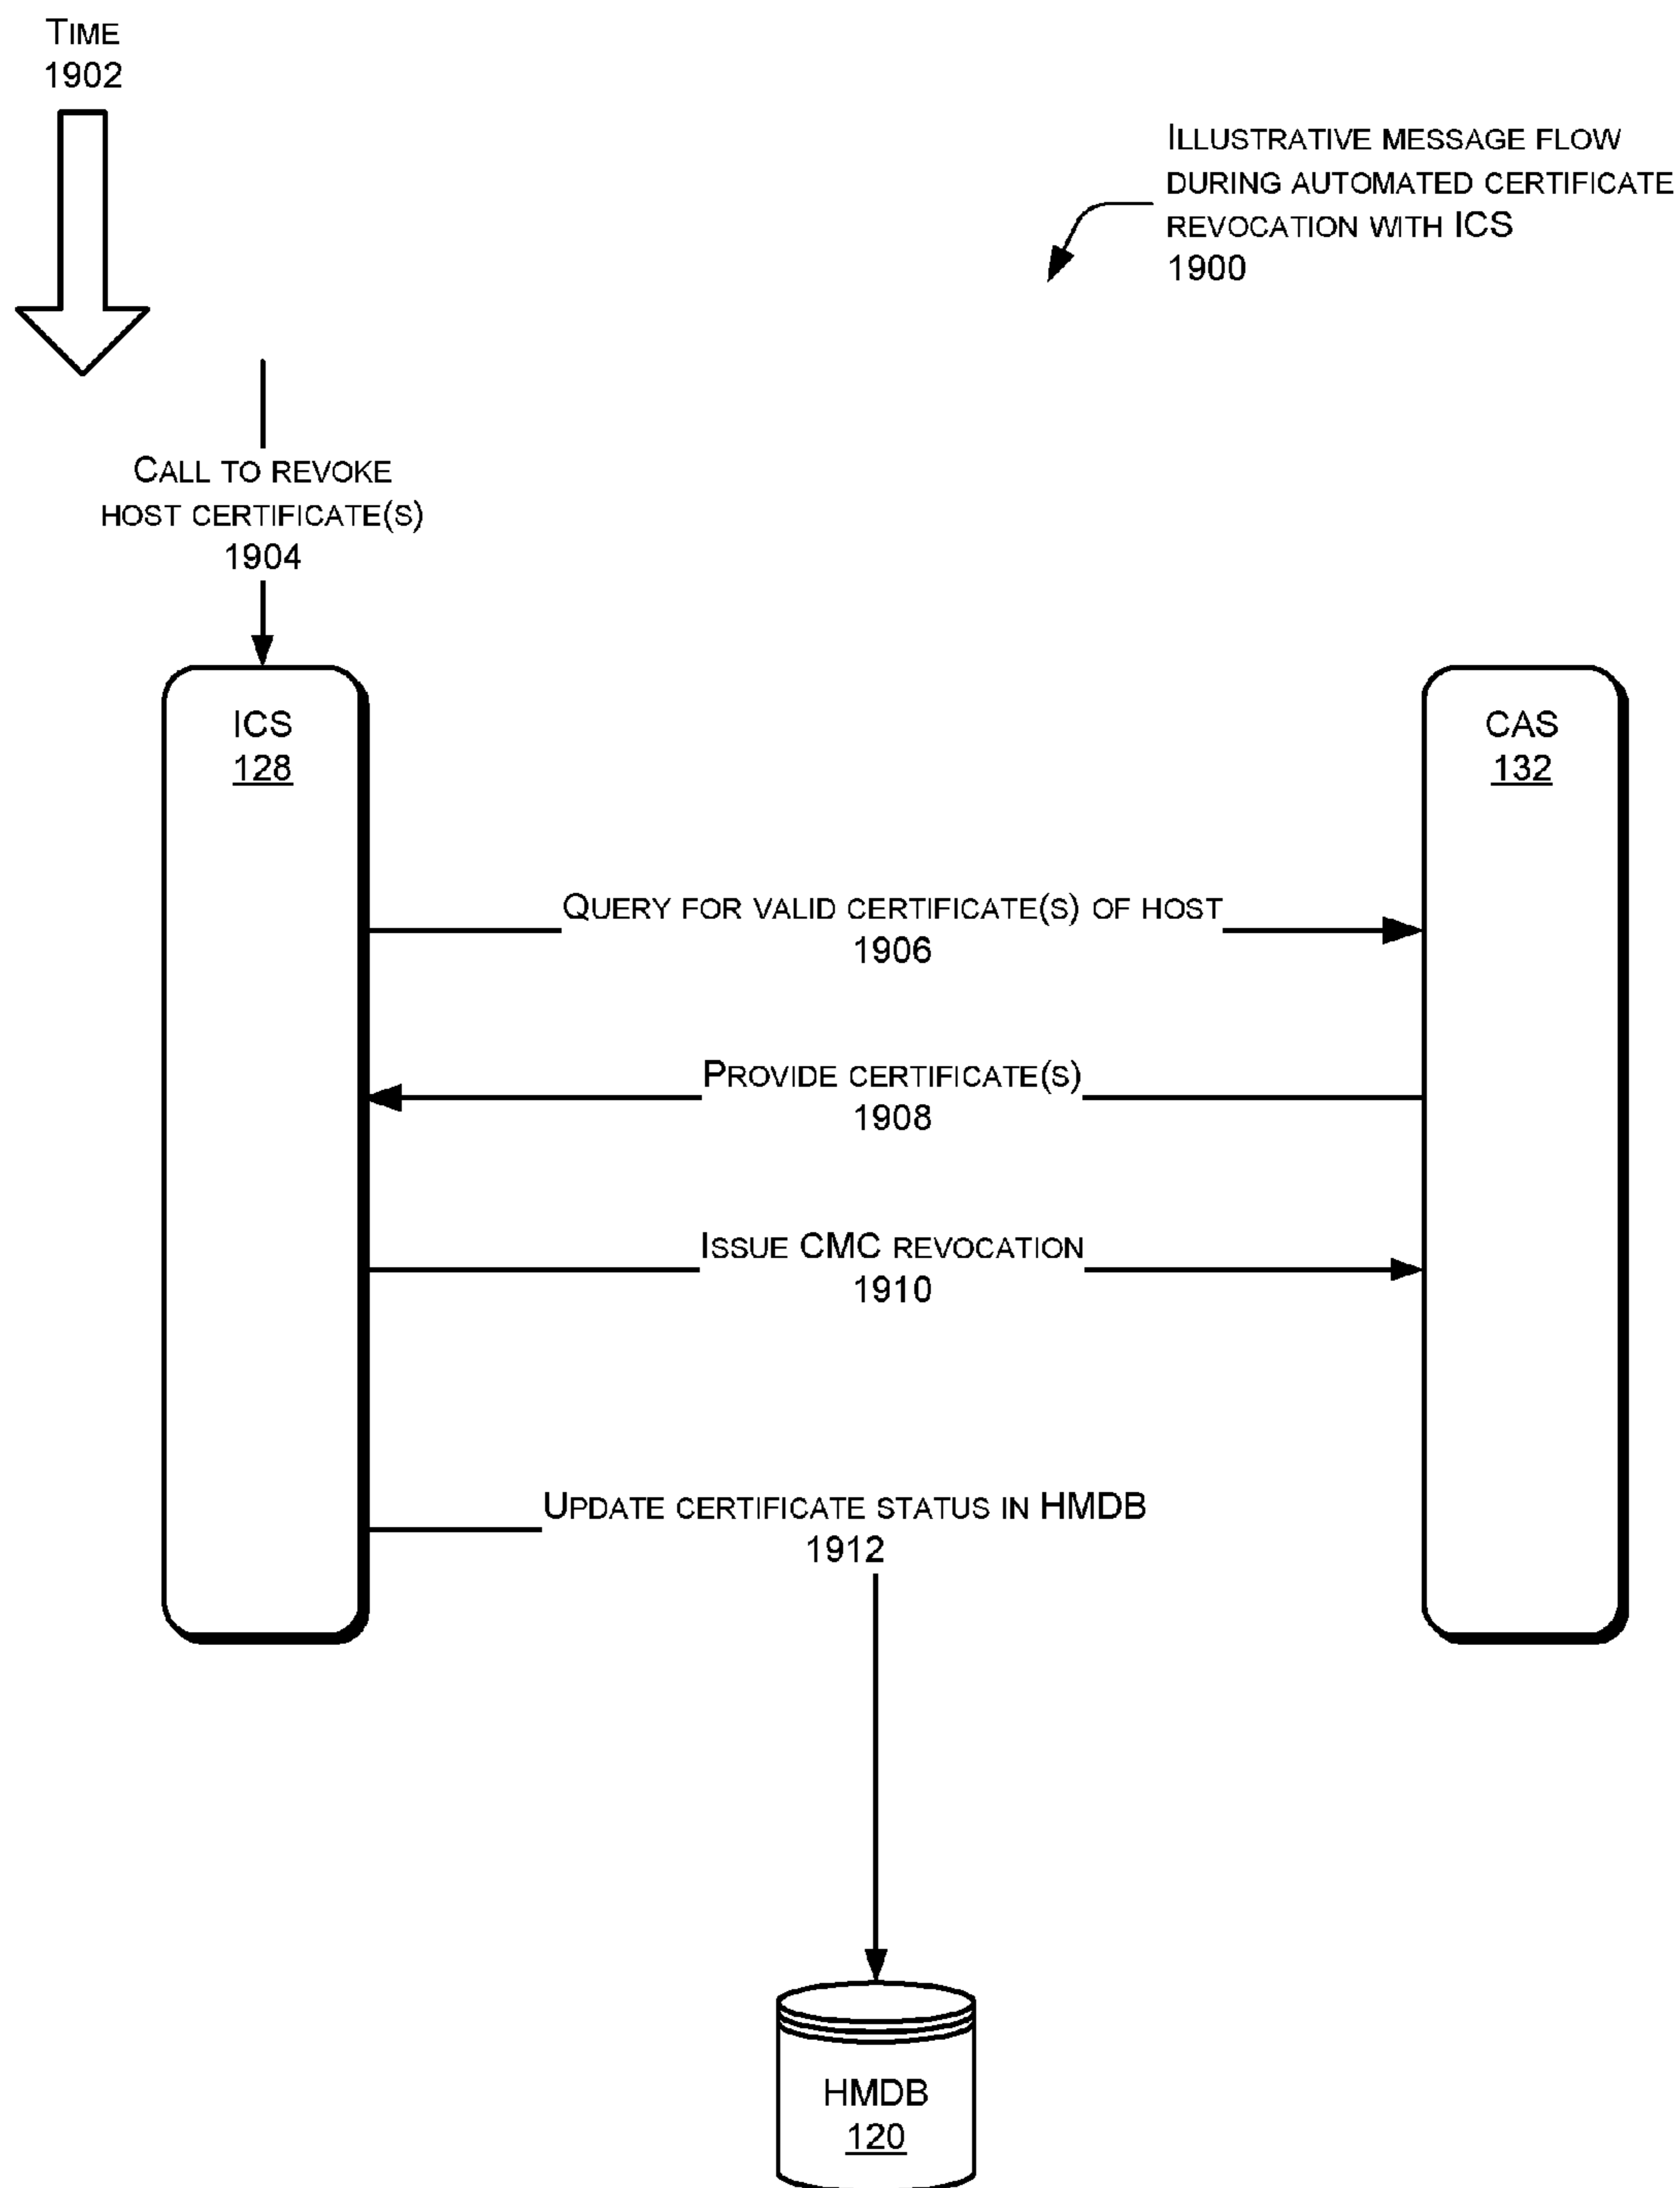 TIME
1902
ILLUSTRATIVE MESSAGE FLOW
DURING AUTOMATED CERTIFICATE
REVOCATION WITH ICS
1900
CALL TO REVOKE
HOST CERTIFICATE(S)
1904
ICS
128
CAS
132
QUERY FOR VALID CERTIFICATE(S) OF HOST
1906
PROVIDE CERTIFICATE(S)
1908
ISSUE CMC REVOCATION
1910
UPDATE CERTIFICATE STATUS IN HMDB
1912
HMDB
120